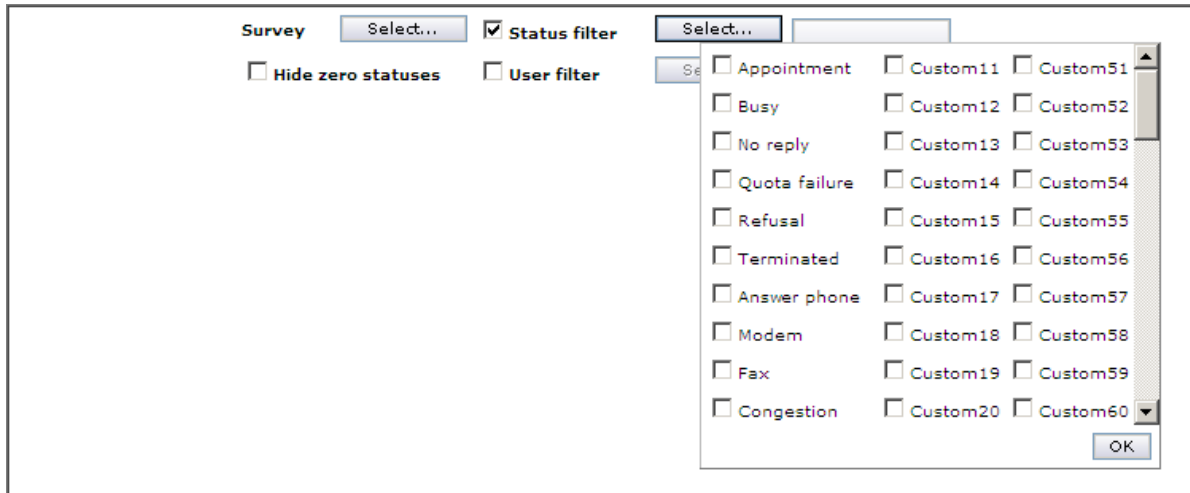 Survey Select... Status filter Select...
Hide zero statuses User filter Se
Appointment Custom11 Custom51
Busy Custom12 Custom52
No reply Custom13 Custom53
Quota failure Custom14 Custom54
Refusal Custom15 Custom55
Terminated Custom16 Custom56
Answer phone Custom17 Custom57
Modem Custom18 Custom58
Fax Custom19 Custom59
Congestion Custom20 Custom60
OK